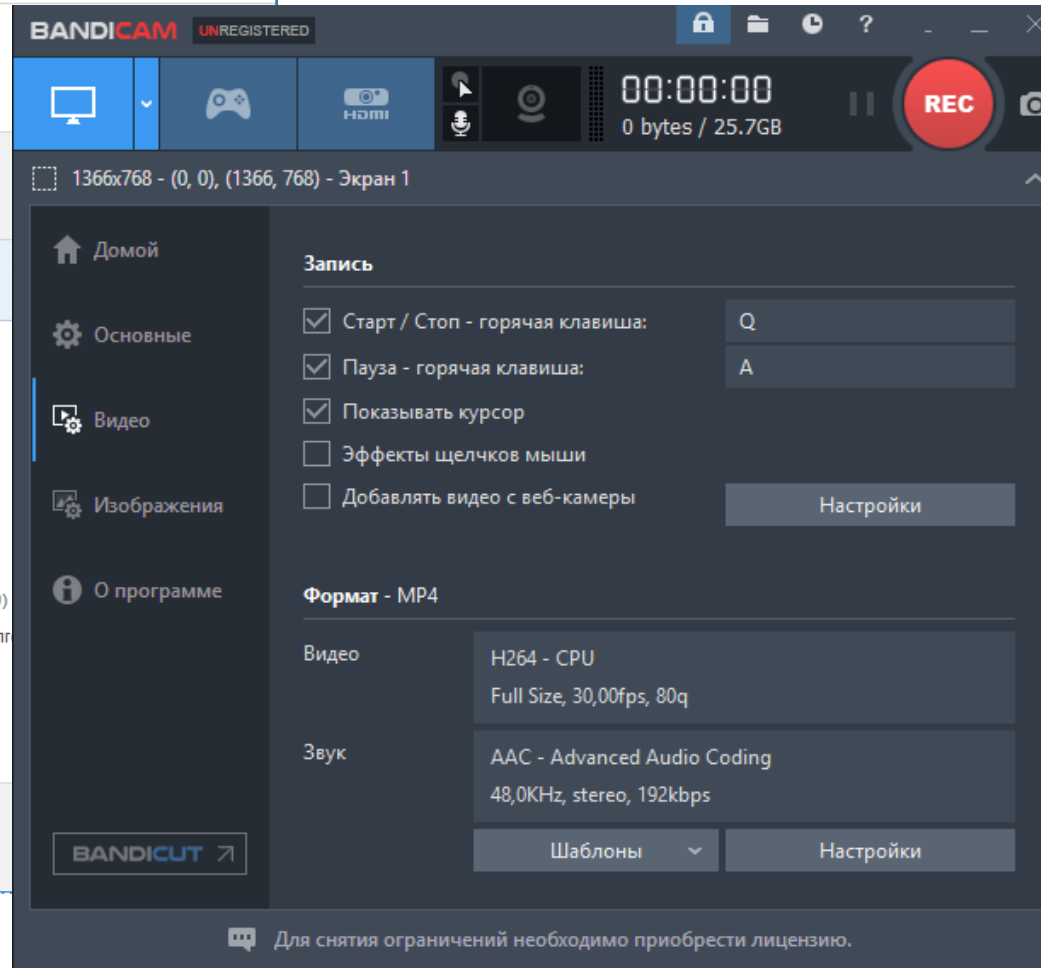 BANDICAM UNREGISTERED
?
HDMI
00:00:00
0 bytes / 25.7GB
REC
1366x768 - (0, 0), (1366, 768) - Экран 1
Домой
Основные
Видео
Изображения
О программе
BANDICUT
Запись
Старт / Стоп - горячая клавиша: Q
Пауза - горячая клавиша: A
Показывать курсор
Эффекты щелчков мыши
Добавлять видео с веб-камеры Настройки
Формат - MP4
Видео H264 - CPU
Full Size, 30,00fps, 80q
Звук AAC - Advanced Audio Coding
48,0KHz, stereo, 192kbps
Шаблоны Настройки
Для снятия ограничений необходимо приобрести лицензию.